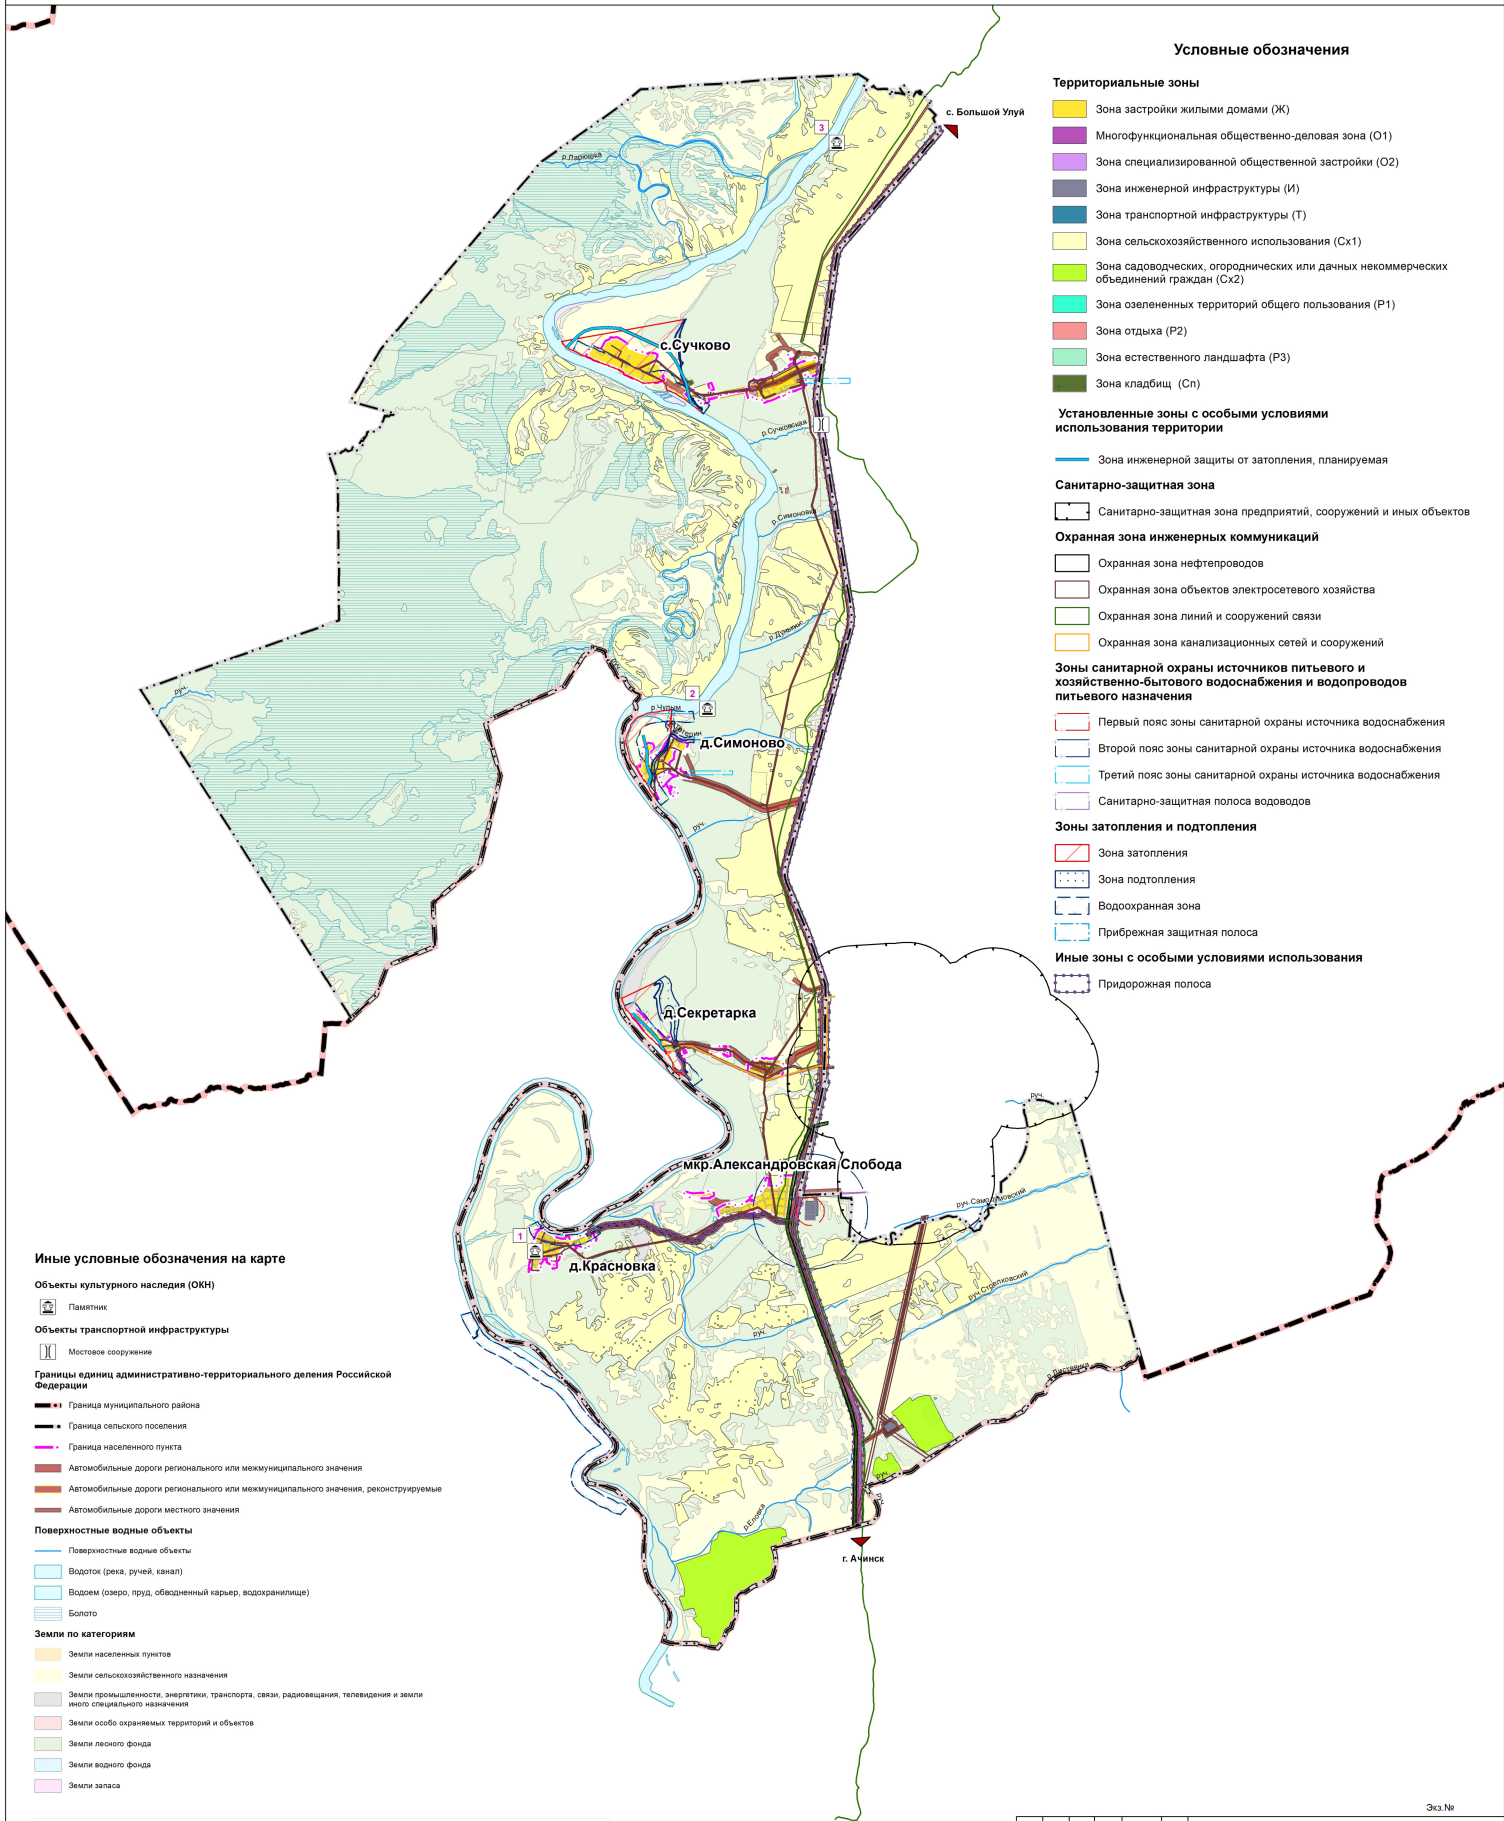 Условные обозначения
Территориальные зоны
Зона застройки жилыми домами (Ж)
Многофункциональная общественно-деловая зона (О1)
Зона специализированной общественной застройки (О2)
Зона инженерной инфраструктуры (И)
Зона транспортной инфраструктуры (Т)
Зона сельскохозяйственного использования (Сх1)
Зона садоводческих, огороднических или дачных некоммерческих
объединений граждан (Сх2)
Зона озелененных территорий общего пользования (Р1)
Зона отдыха (Р2)
Зона естественного ландшафта (Р3)
Зона кладбищ (Сп)
Установленные зоны с особыми условиями
использования территории
Зона инженерной защиты от затопления, планируемая
Санитарно-защитная зона
Санитарно-защитная зона предприятий, сооружений и иных объектов
Охранная зона инженерных коммуникаций
Охранная зона нефтепроводов
Охранная зона объектов электросетевого хозяйства
Охранная зона линий и сооружений связи
Охранная зона канализационных сетей и сооружений
Зоны санитарной охраны источников питьевого и
хозяйственно-бытового водоснабжения и водопроводов
питьевого назначения
Первый пояс зоны санитарной охраны источника водоснабжения
Второй пояс зоны санитарной охраны источника водоснабжения
Третий пояс зоны санитарной охраны источника водоснабжения
Санитарно-защитная полоса водоводов
Зоны затопления и подтопления
Зона затопления
Зона подтопления
Водоохранная зона
Прибрежная защитная полоса
Иные зоны с особыми условиями использования
Придорожная полоса
с. Большой Улуй
3
р.Ларюшка
с.Сучково
р.Сучковская
р.Симоновка
руч.
руч.
руч.
2
р.Чулым
д.Симоново
руч.
д.Секретарка
руч.
мкр.Александровская Слобода
1
д.Красновка
руч.
руч.Стрелковский
р.Листвянка
руч.
руч.
р.Еловка
г. Ачинск
Иные условные обозначения на карте
Объекты культурного наследия (ОКН)
Памятник
Объекты транспортной инфраструктуры
Мостовое сооружение
Границы единиц административно-территориального деления Российской
Федерации
Граница муниципального района
Граница сельского поселения
Граница населенного пункта
Автомобильные дороги регионального или межмуниципального значения
Автомобильные дороги регионального или межмуниципального значения, реконструируемые
Автомобильные дороги местного значения
Поверхностные водные объекты
Поверхностные водные объекты
Водоток (река, ручей, канал)
Водоем (озеро, пруд, обводненный карьер, водохранилище)
Болото
Земли по категориям
Земли населенных пунктов
Земли сельскохозяйственного назначения
Земли промышленности, энергетики, транспорта, связи, радиовещания, телевидения и земли
иного специального назначения
Земли особо охраняемых территорий и объектов
Земли лесного фонда
Земли водного фонда
Земли запаса
Экз.№